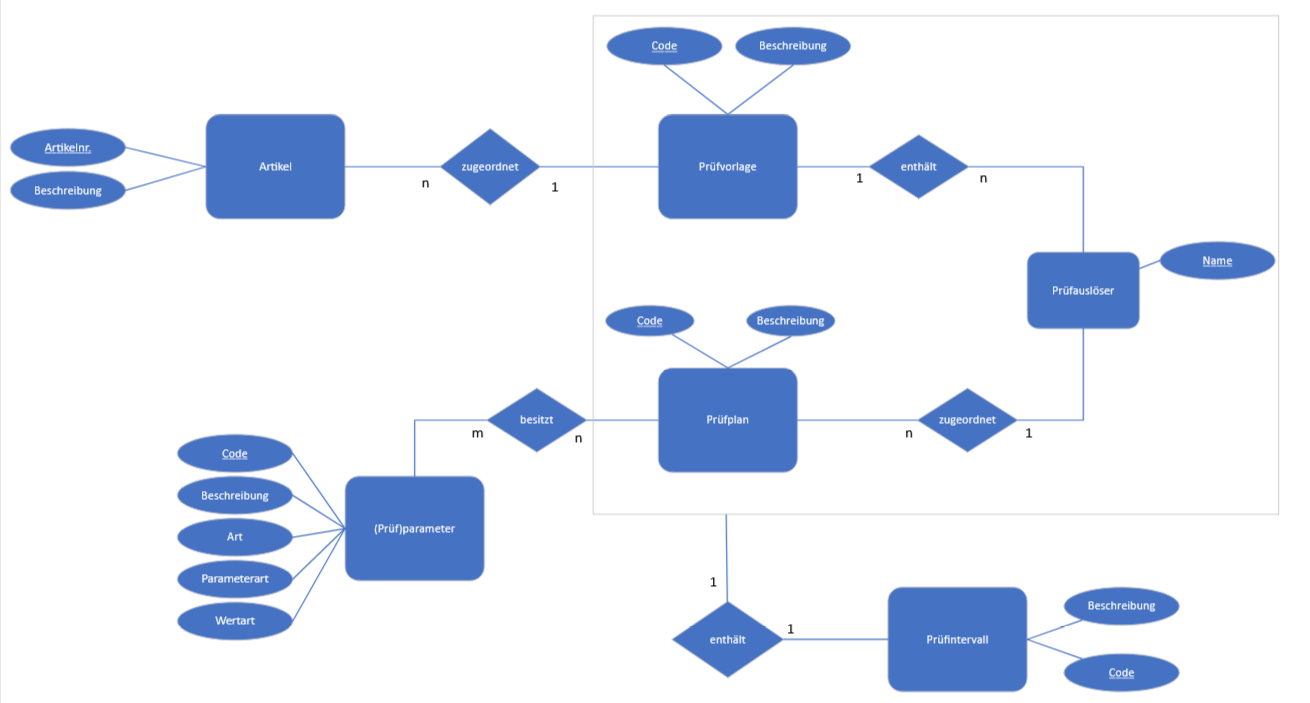 Code
Beschreibung
Artikelnr.
Beschreibung
Artikel
zugeordnet
n
1
Prüfvorlage
enthält
1
n
Prüfauslöser
Name
Code
Beschreibung
besitzt
m
n
Prüfplan
zugeordnet
n
1
Code
Beschreibung
Art
Parameterart
Wertart
(Prüf)parameter
1
enthält
1
Prüfintervall
Beschreibung
Code